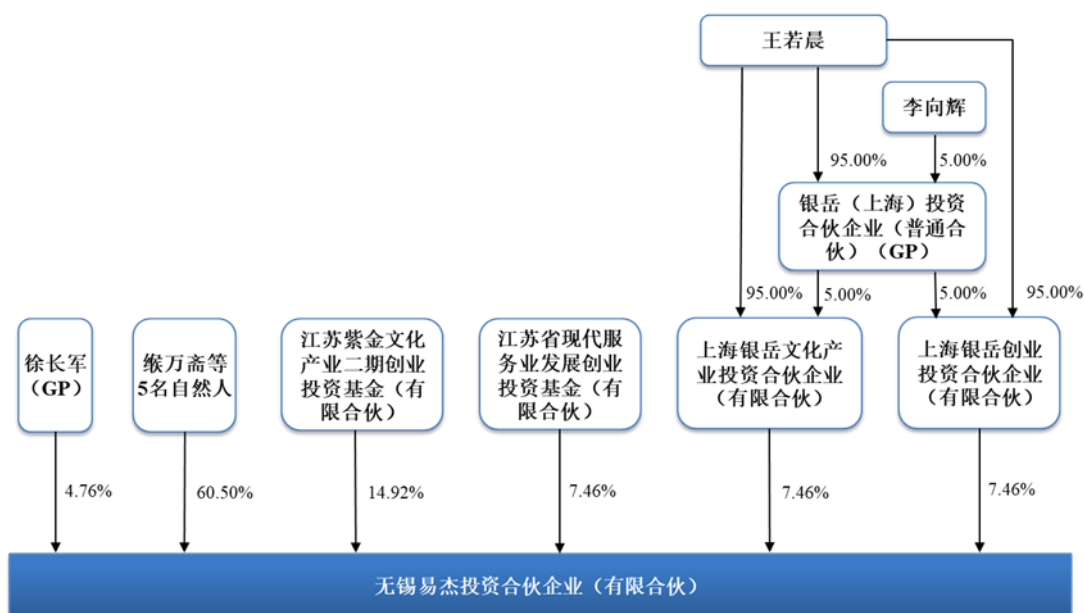 王若晨
李向辉
95.00%
5.00%
银岳（上海）投资
合伙企业（普通合
伙）（GP）
95.00%
5.00%
5.00%
95.00%
徐长军
（GP）
缑万斋等
5名自然人
江苏紫金文化
产业二期创业
投资基金（有
限合伙）
江苏省现代服
务业发展创业
投资基金（有
限合伙）
上海银岳文化产
业投资合伙企业
（有限合伙）
上海银岳创业
投资合伙企业
（有限合伙）
4.76%
60.50%
14.92%
7.46%
7.46%
7.46%
无锡易杰投资合伙企业（有限合伙）